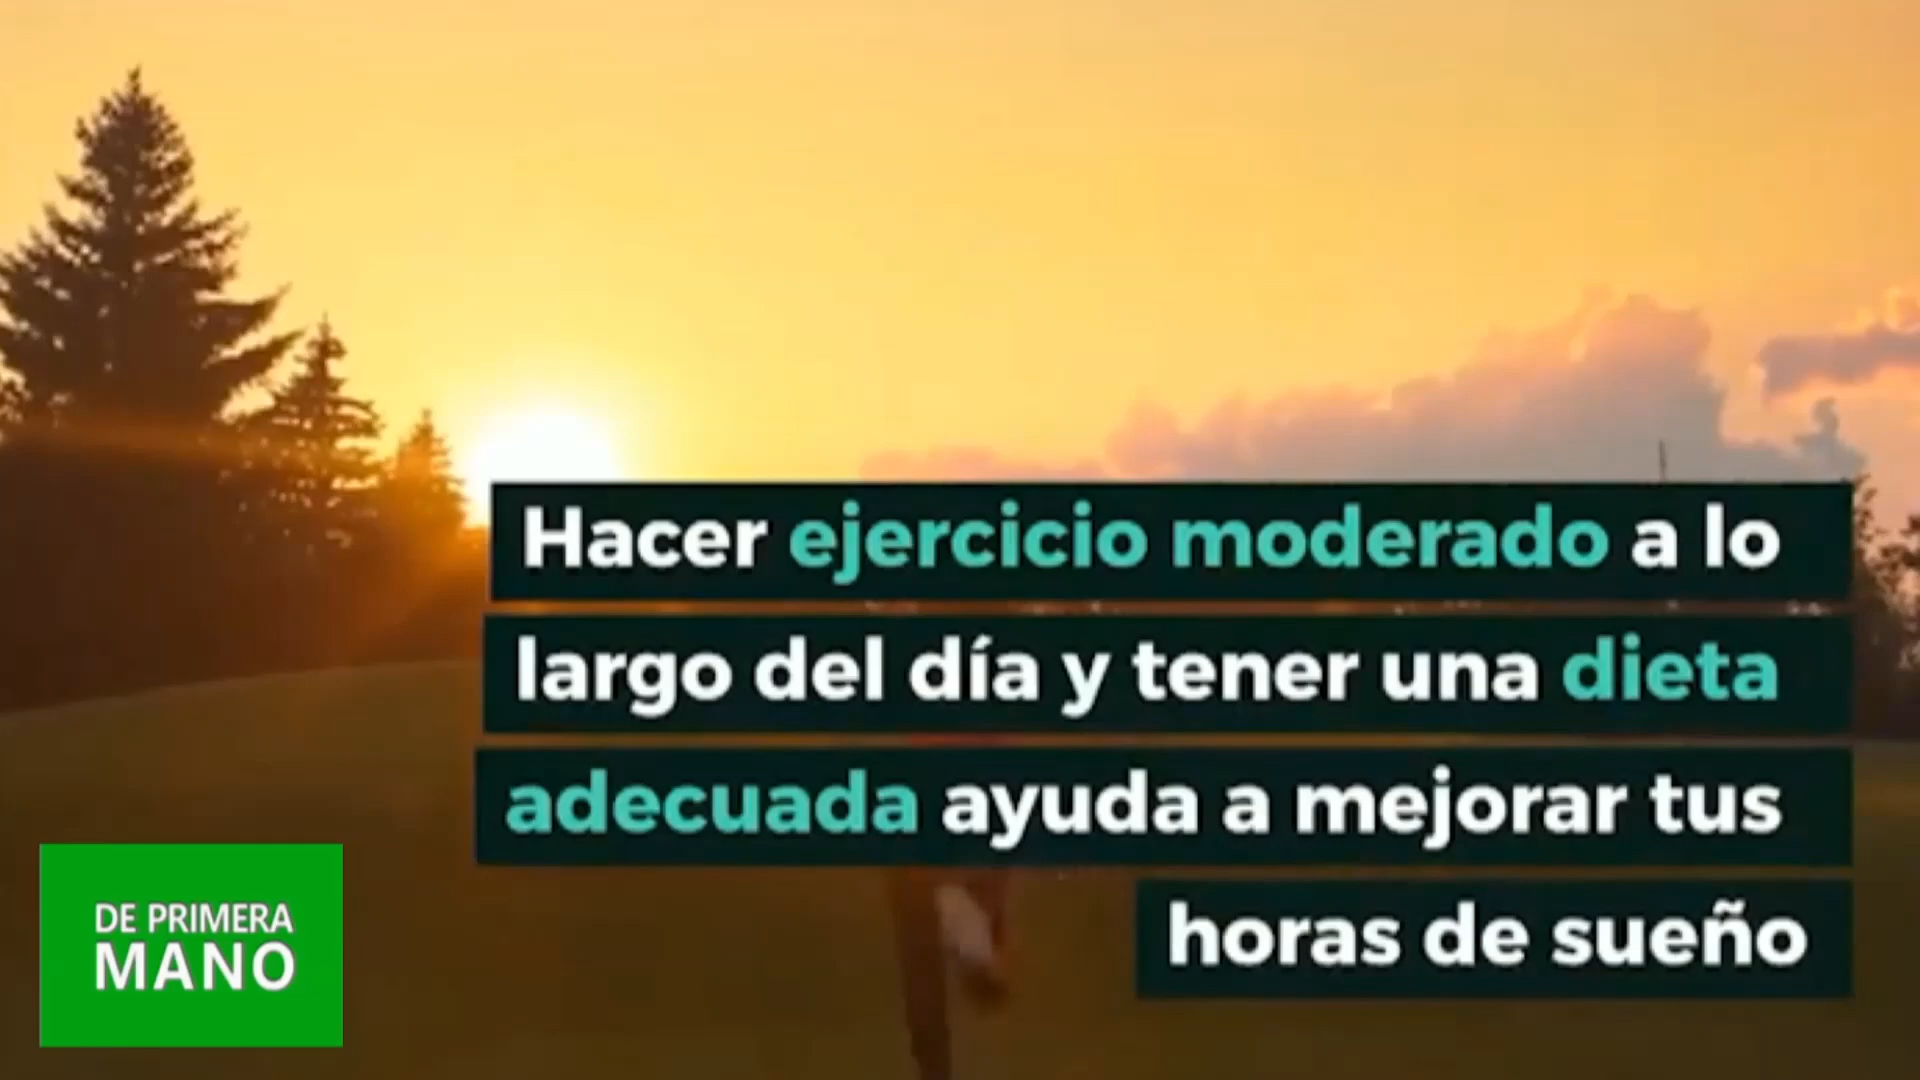 Hacer ejercicio moderado a lo
largo del día y tener una dieta
adecuada ayuda a mejorar tus
horas de sueño
DE PRIMERA
MANO